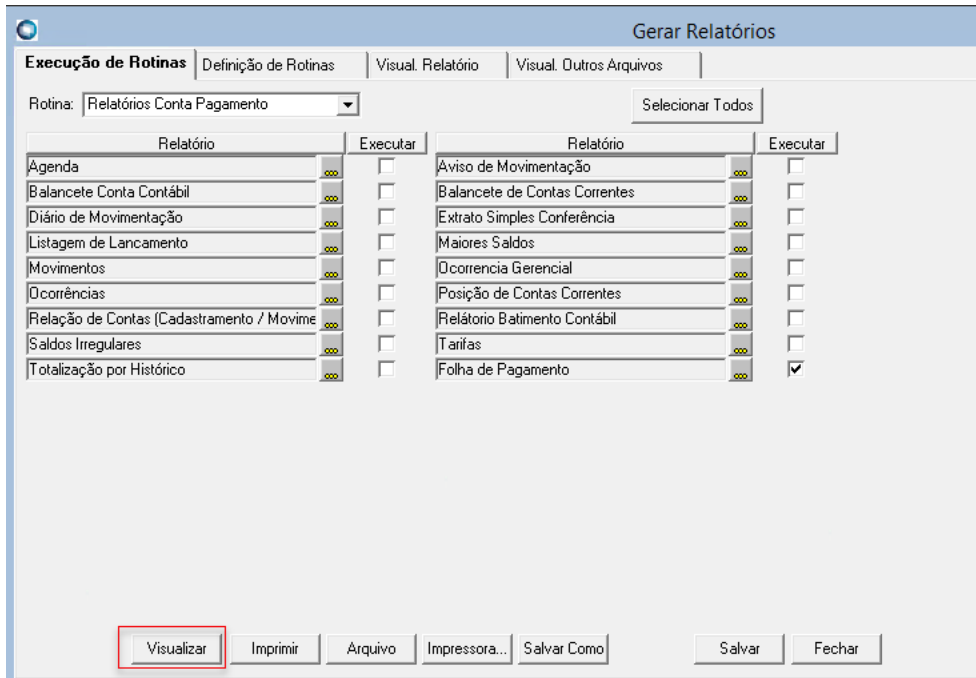 Gerar Relatórios
Execução de Rotinas Definição de Rotinas Visual. Relatório Visual. Outros Arquivos
Rotina: Relatórios Conta Pagamento Selecionar Todos
Relatório Executar Relatório Executar
Agenda Aviso de Movimentação
Balancete Conta Contábil Balancete de Contas Correntes
Diário de Movimentação Extrato Simples Conferência
Listagem de Lancamento Maiores Saldos
Movimentos Ocorrencia Gerencial
Ocorrências Posição de Contas Correntes
Relação de Contas (Cadastramento / Movime Relátorio Batimento Contábil
Saldos Irregulares Tarifas
Totalização por Histórico Folha de Pagamento
Visualizar Imprimir Arquivo Impressora... Salvar Como Salvar Fechar